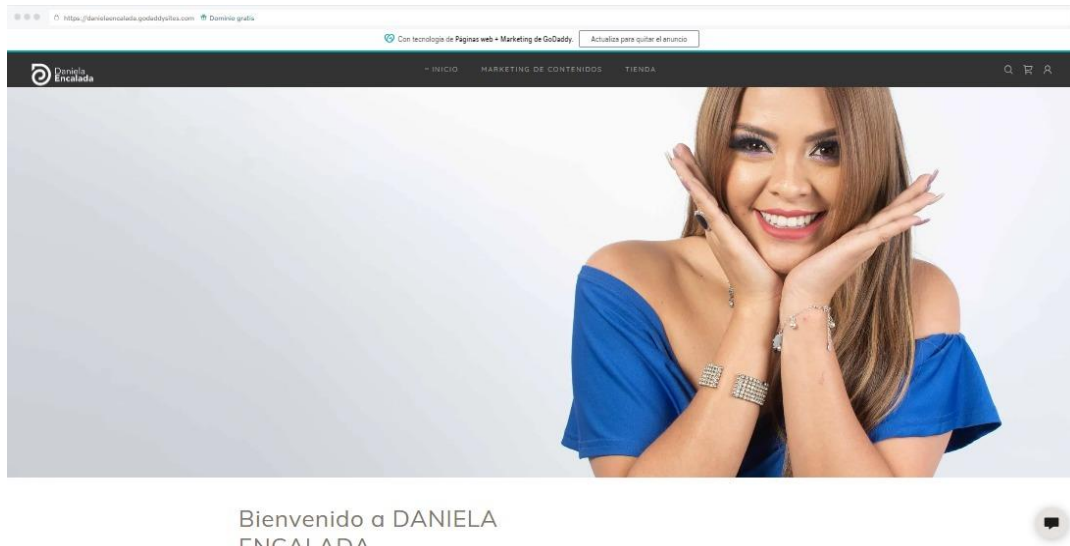 https://danielaencalada.godaddysites.com Dominio gratis
Con tecnología de Páginas web + Marketing de GoDaddy. Actualiza para quitar el anuncio
Daniela
Encalada
INICIO MARKETING DE CONTENIDOS TIENDA
Bienvenido a DANIELA
ENCALADA